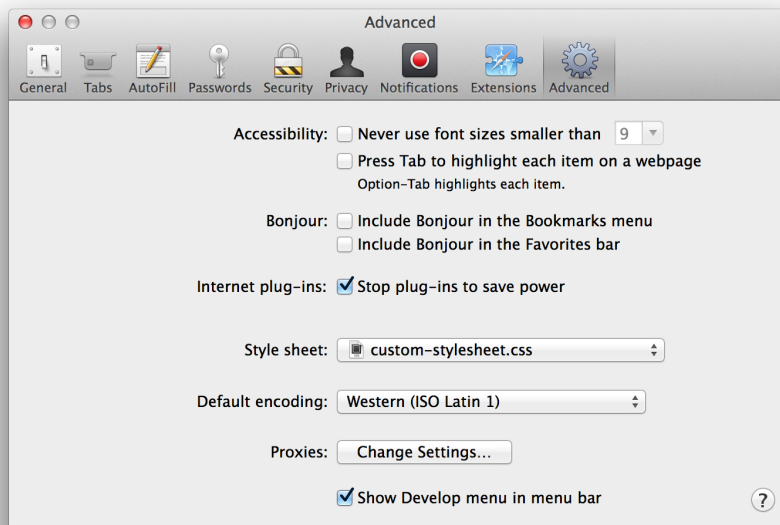 Advanced
General Tabs AutoFill Passwords Security Privacy Notifications Extensions Advanced
Accessibility: Never use font sizes smaller than 9
Press Tab to highlight each item on a webpage
Option-Tab highlights each item.
Bonjour: Include Bonjour in the Bookmarks menu
Include Bonjour in the Favorites bar
Internet plug-ins: Stop plug-ins to save power
Style sheet: custom-stylesheet.css
Default encoding: Western (ISO Latin 1)
Proxies: Change Settings...
Show Develop menu in menu bar
?